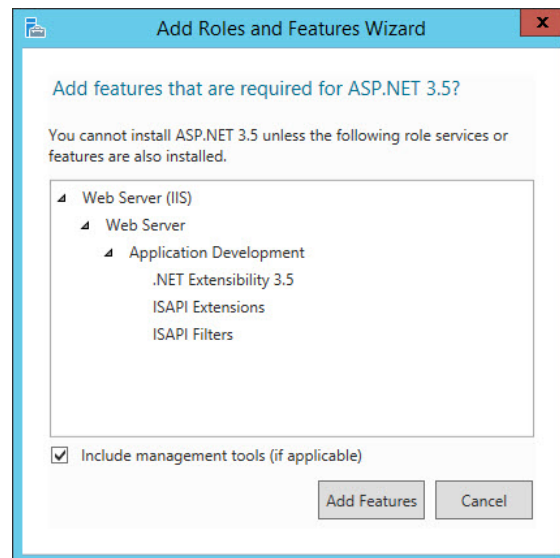 Add Roles and Features Wizard
x
Add features that are required for ASP.NET 3.5?
You cannot install ASP.NET 3.5 unless the following role services or
features are also installed.
Web Server (IIS)
Web Server
Application Development
.NET Extensibility 3.5
ISAPI Extensions
ISAPI Filters
Include management tools (if applicable)
Add Features
Cancel